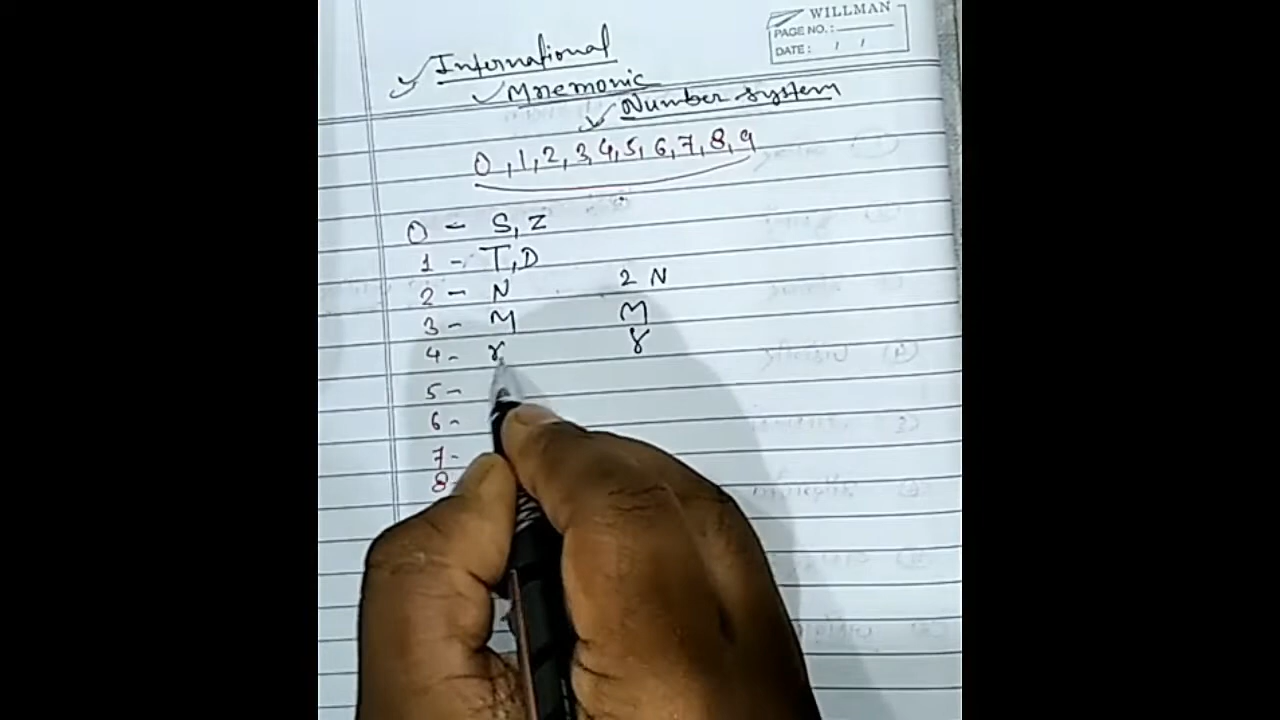 WILLMAN
PAGE NO.:
DATE: / /
International
Mnemonic
Number system
0,1,2,3,4,5,6,7,8,9
0 - S, Z
1 - T, D
2 - N 2 N
3 - M M
4 - r r
5 -
6 -
7 -
8 -